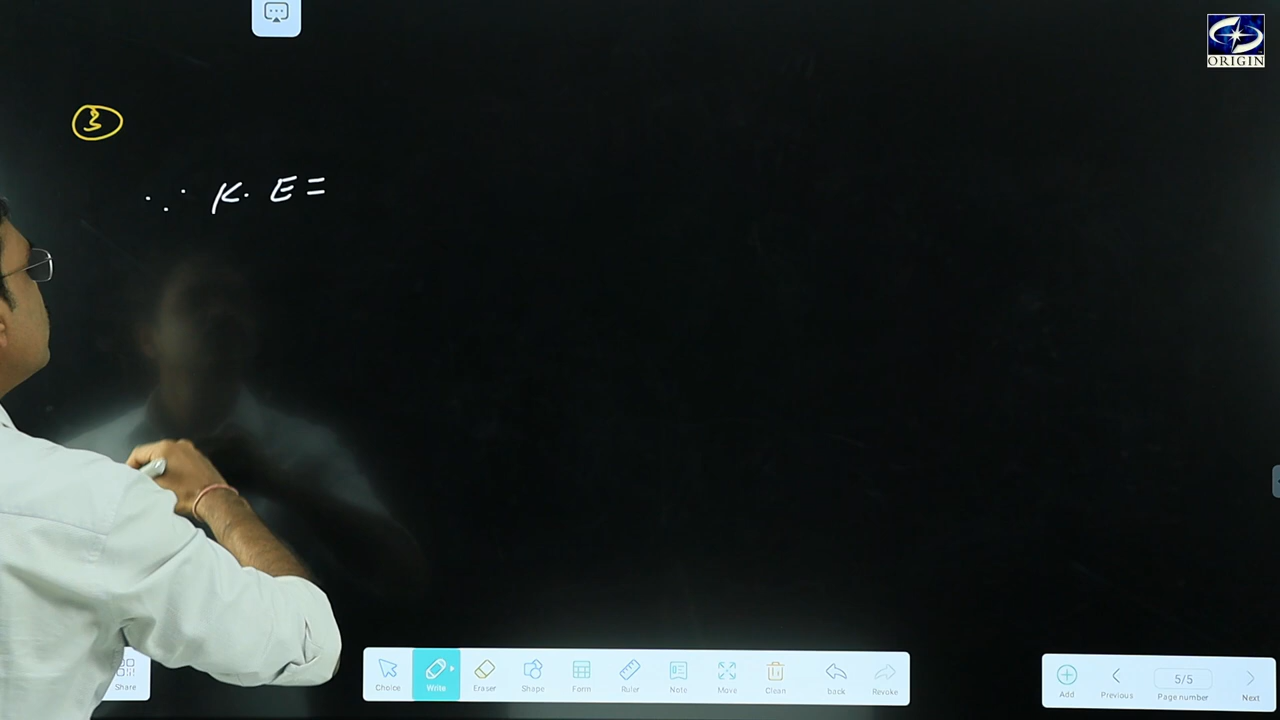 ORIGIN
3
∵ K. E =
Share
Choice
Write
Eraser
Shape
Form
Ruler
Note
Move
Clean
back
Revoke
Add
Previous
5/5
Page number
Next